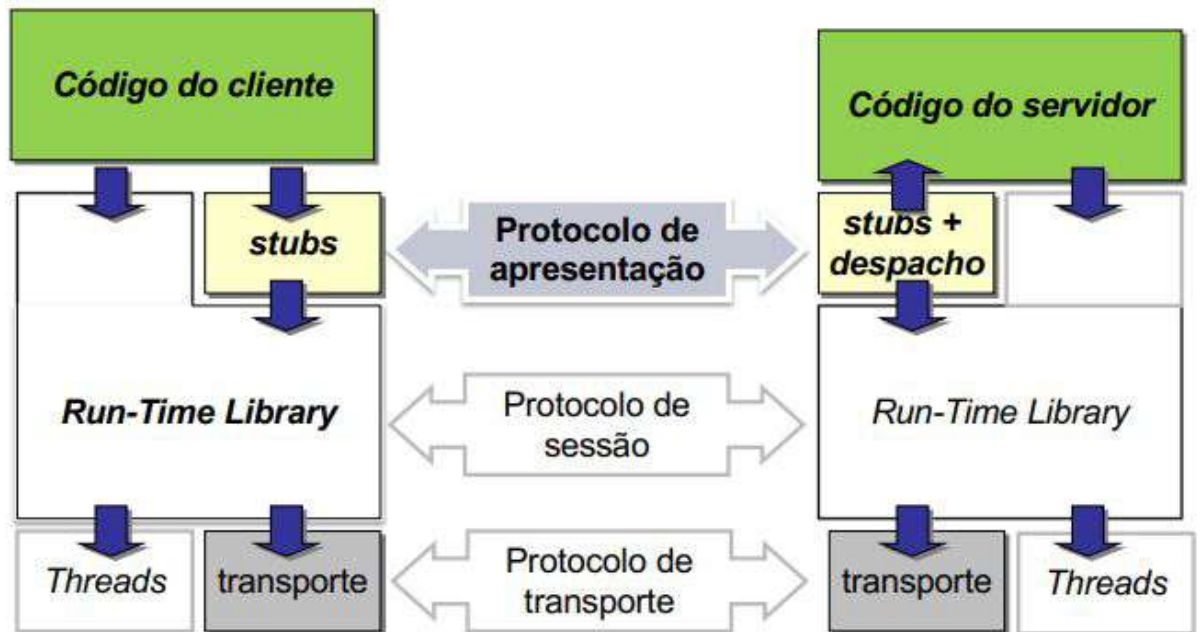 Código do cliente
Código do servidor
stubs
Protocolo de
apresentação
stubs +
despacho
Run-Time Library
Protocolo de
sessão
Run-Time Library
Threads
transporte
Protocolo de
transporte
transporte
Threads